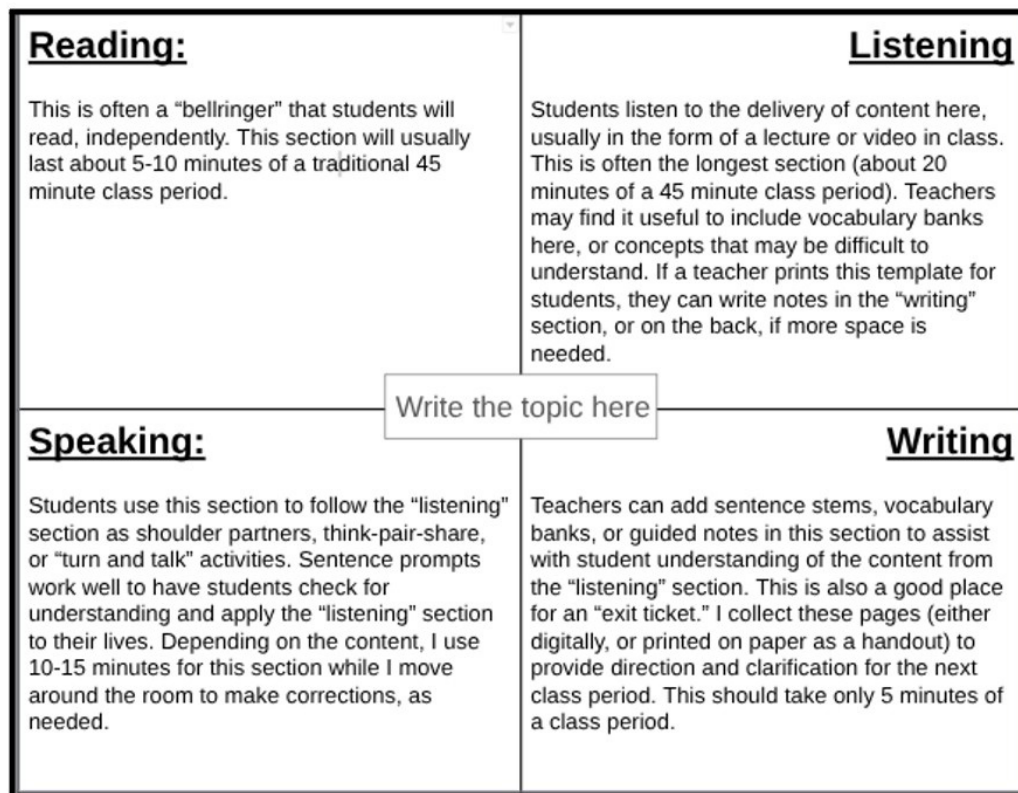 Reading:
This is often a “bellringer” that students will
read, independently. This section will usually
last about 5-10 minutes of a traditional 45
minute class period.
Listening
Students listen to the delivery of content here,
usually in the form of a lecture or video in class.
This is often the longest section (about 20
minutes of a 45 minute class period). Teachers
may find it useful to include vocabulary banks
here, or concepts that may be difficult to
understand. If a teacher prints this template for
students, they can write notes in the “writing”
section, or on the back, if more space is
needed.
Write the topic here
Speaking:
Students use this section to follow the “listening”
section as shoulder partners, think-pair-share,
or “turn and talk” activities. Sentence prompts
work well to have students check for
understanding and apply the “listening” section
to their lives. Depending on the content, I use
10-15 minutes for this section while I move
around the room to make corrections, as
needed.
Writing
Teachers can add sentence stems, vocabulary
banks, or guided notes in this section to assist
with student understanding of the content from
the “listening” section. This is also a good place
for an “exit ticket.” I collect these pages (either
digitally, or printed on paper as a handout) to
provide direction and clarification for the next
class period. This should take only 5 minutes of
a class period.